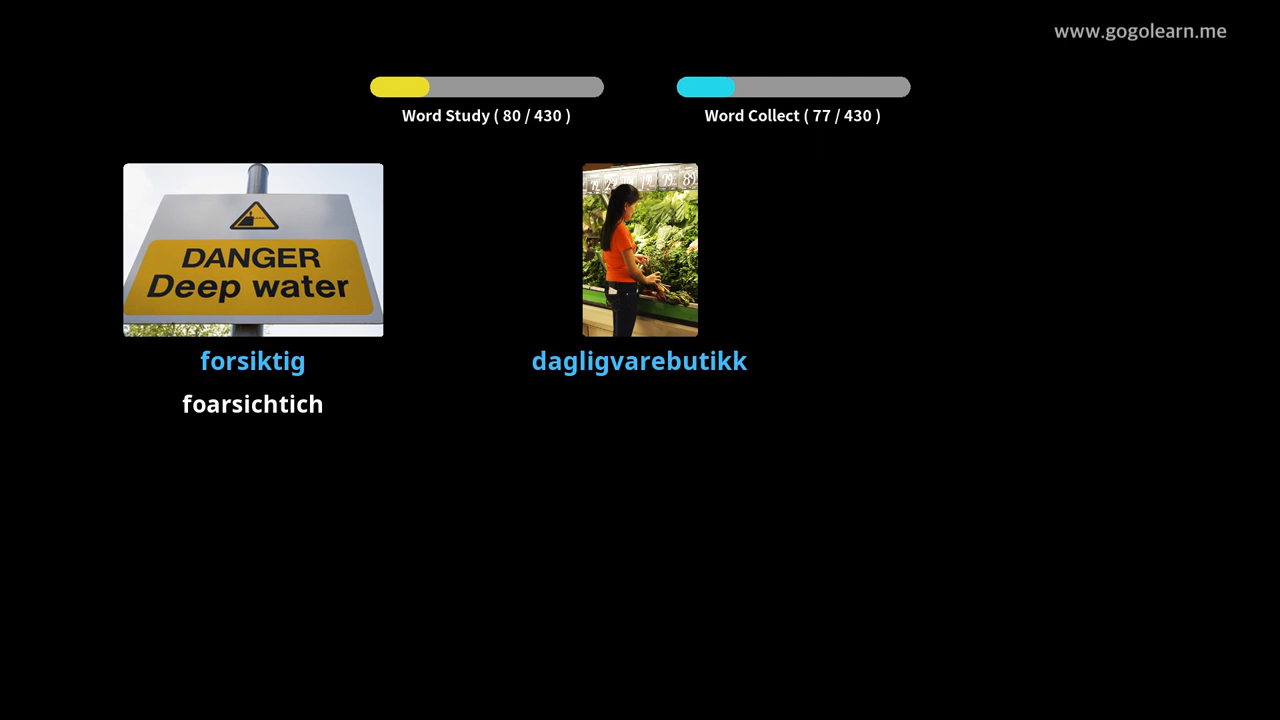 www.gogolearn.me
Word Study ( 80 / 430 )
Word Collect ( 77 / 430 )
DANGER
Deep water
forsiktig
dagligvarebutikk
foarsichtich